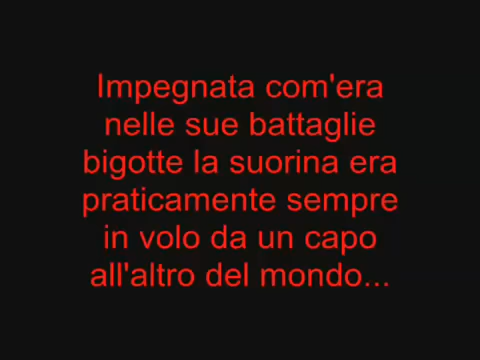 Impegnata com'era
nelle sue battaglie
bigotte la suorina era
praticamente sempre
in volo da un capo
all'altro del mondo...